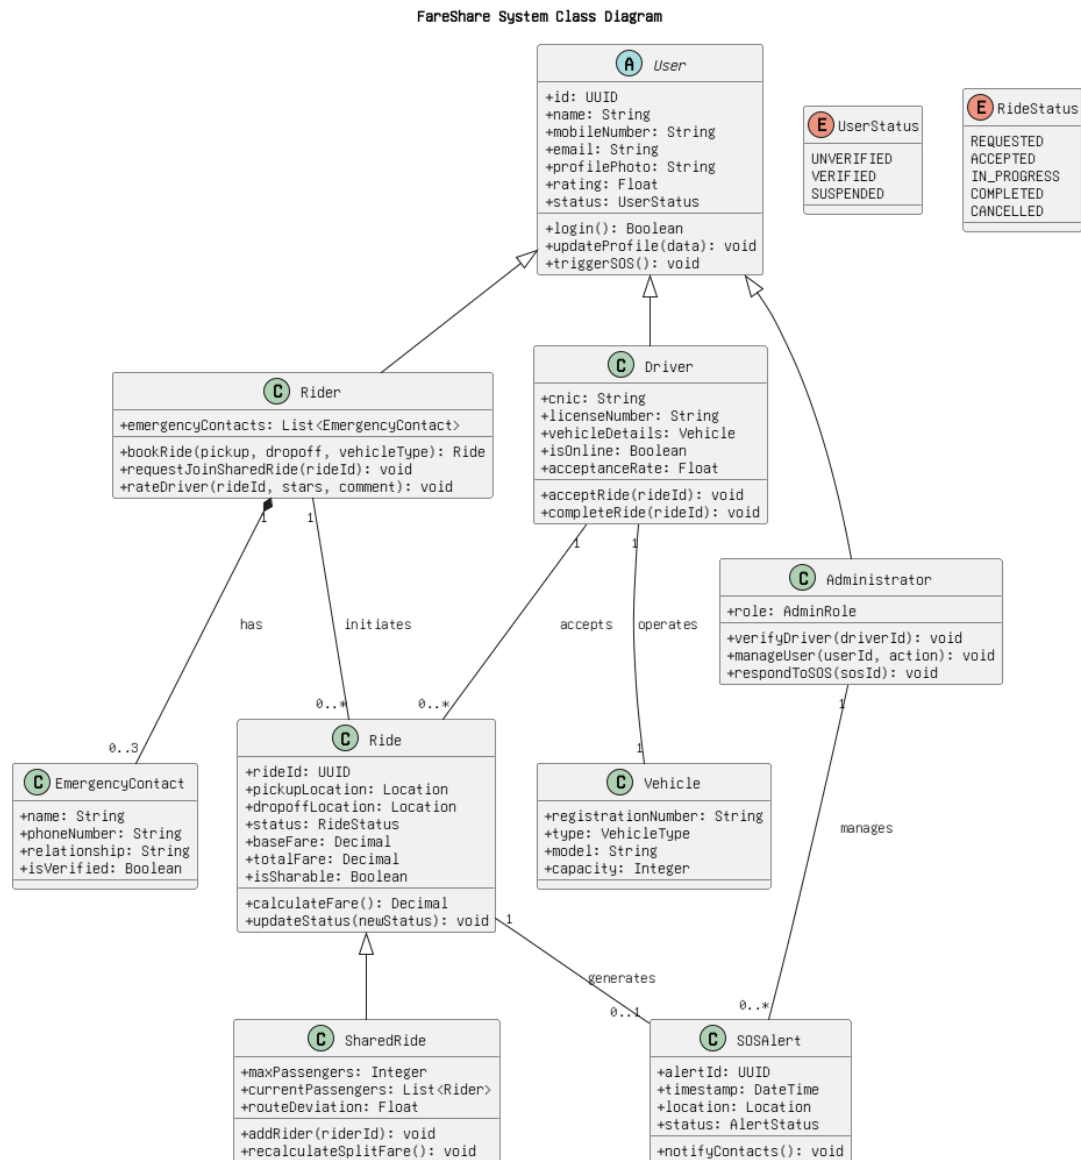 FareShare System Class Diagram
A User
+id: UUID
+name: String
+mobileNumber: String
+email: String
+profilePhoto: String
+rating: Float
+status: UserStatus
+login(): Boolean
+updateProfile(data): void
+triggerSOS(): void
E UserStatus
UNVERIFIED
VERIFIED
SUSPENDED
E RideStatus
REQUESTED
ACCEPTED
IN_PROGRESS
COMPLETED
CANCELLED
C Rider
+emergencyContacts: List<EmergencyContact>
+bookRide(pickup, dropoff, vehicleType): Ride
+requestJoinSharedRide(rideId): void
+rateDriver(rideId, stars, comment): void
C Driver
+cnic: String
+licenseNumber: String
+vehicleDetails: Vehicle
+isOnline: Boolean
+acceptanceRate: Float
+acceptRide(rideId): void
+completeRide(rideId): void
C Administrator
+role: AdminRole
+verifyDriver(driverId): void
+manageUser(userId, action): void
+respondToSOS(sosId): void
1
1
1
1
has
initiates
accepts
operates
1
0..3
0..*
0..*
1
manages
C EmergencyContact
+name: String
+phoneNumber: String
+relationship: String
+isVerified: Boolean
C Ride
+rideId: UUID
+pickupLocation: Location
+dropoffLocation: Location
+status: RideStatus
+baseFare: Decimal
+totalFare: Decimal
+isSharable: Boolean
+calculateFare(): Decimal
+updateStatus(newStatus): void
C Vehicle
+registrationNumber: String
+type: VehicleType
+model: String
+capacity: Integer
1
generates
0..1
0..*
C SharedRide
+maxPassengers: Integer
+currentPassengers: List<Rider>
+routeDeviation: Float
+addRider(riderId): void
+recalculateSplitFare(): void
C SOSAlert
+alertId: UUID
+timestamp: DateTime
+location: Location
+status: AlertStatus
+notifyContacts(): void